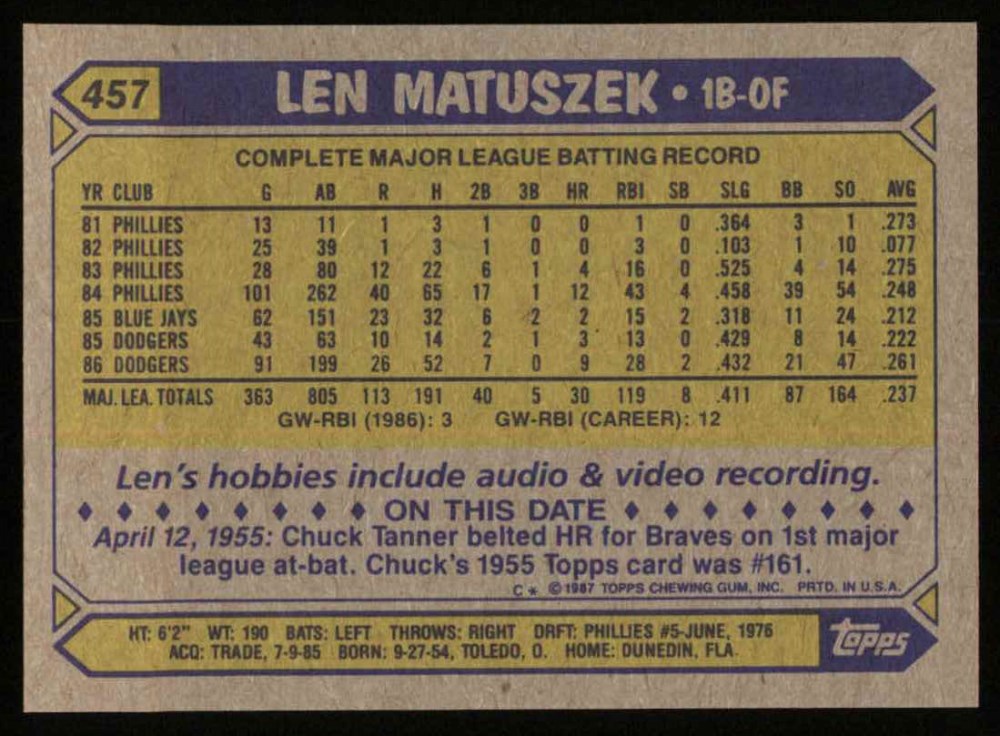 457 LEN MATUSZEK • 1B-OF
COMPLETE MAJOR LEAGUE BATTING RECORD
YR CLUB G AB R H 2B 3B HR RBI SB SLG BB SO AVG
81 PHILLIES 13 11 1 3 1 0 0 1 0 .364 3 1 .273
82 PHILLIES 25 39 1 3 1 0 0 3 0 .103 1 10 .077
83 PHILLIES 28 80 12 22 6 1 4 16 0 .525 4 14 .275
84 PHILLIES 101 262 40 65 17 1 12 43 4 .458 39 54 .248
85 BLUE JAYS 62 151 23 32 6 2 2 15 2 .318 11 24 .212
85 DODGERS 43 63 10 14 2 1 3 13 0 .429 8 14 .222
86 DODGERS 91 199 26 52 7 0 9 28 2 .432 21 47 .261
MAJ. LEA. TOTALS 363 805 113 191 40 5 30 119 8 .411 87 164 .237
GW-RBI (1986): 3 GW-RBI (CAREER): 12
Len's hobbies include audio & video recording.
♦ ♦ ♦ ♦ ♦ ♦ ♦ ♦ ON THIS DATE ♦ ♦ ♦ ♦ ♦ ♦ ♦ ♦
April 12, 1955: Chuck Tanner belted HR for Braves on 1st major
league at-bat. Chuck's 1955 Topps card was #161.
C * © 1987 TOPPS CHEWING GUM, INC. PRTD. IN U.S.A.
HT: 6'2" WT: 190 BATS: LEFT THROWS: RIGHT DRFT: PHILLIES #5-JUNE, 1976
ACQ: TRADE, 7-9-85 BORN: 9-27-54, TOLEDO, O. HOME: DUNEDIN, FLA.
topps